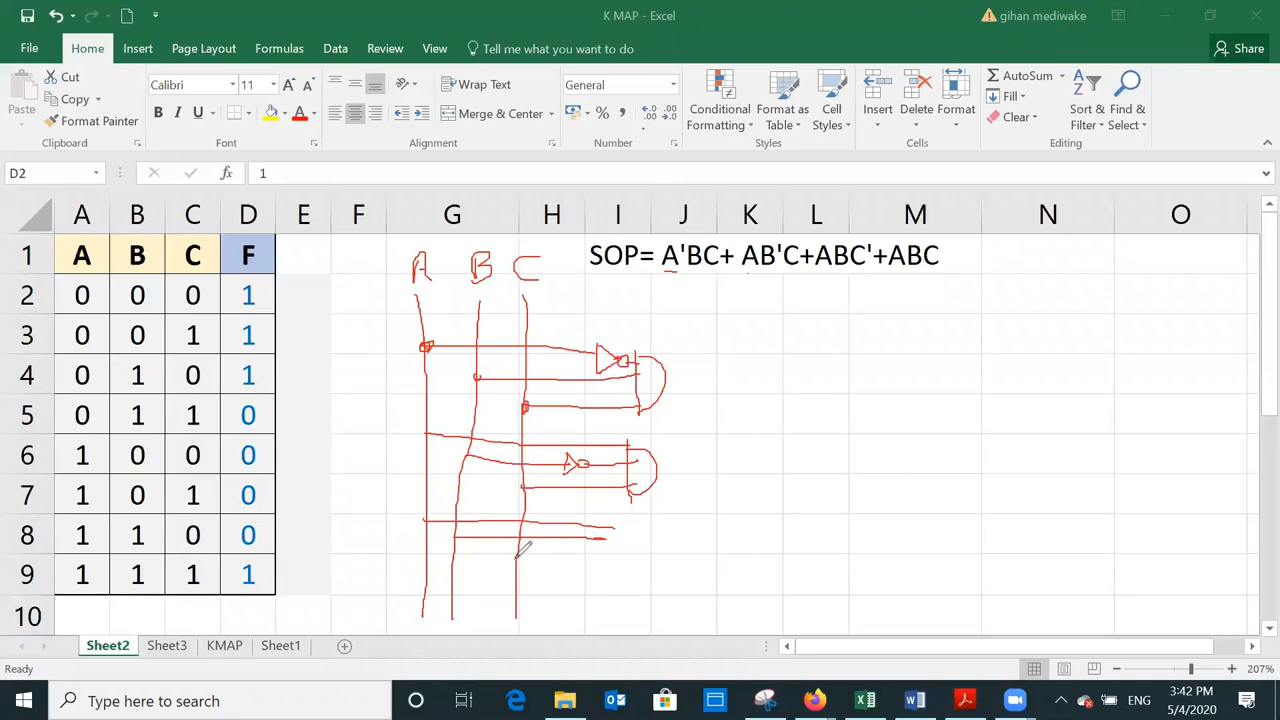 K MAP - Excel
gihan mediwake
File Home Insert Page Layout Formulas Data Review View Tell me what you want to do Share
Paste Cut Copy Format Painter
Clipboard
Calibri 11
B I U A
Font
Wrap Text
Merge & Center
Alignment
General
% ,
Number
Conditional Formatting Format as Table Cell Styles
Styles
Insert Delete Format
Cells
AutoSum Fill Clear Sort & Filter Find & Select
Editing
D2 fx 1
A B C D E F G H I J K L M N O
1 A B C F SOP= A'BC+ AB'C+ABC'+ABC
A B C
2 0 0 0 1
3 0 0 1 1
4 0 1 0 1
5 0 1 1 0
6 1 0 0 0
7 1 0 1 0
8 1 1 0 0
9 1 1 1 1
10
Sheet2 Sheet3 KMAP Sheet1
Ready 207%
Type here to search ENG 3:42 PM
5/4/2020